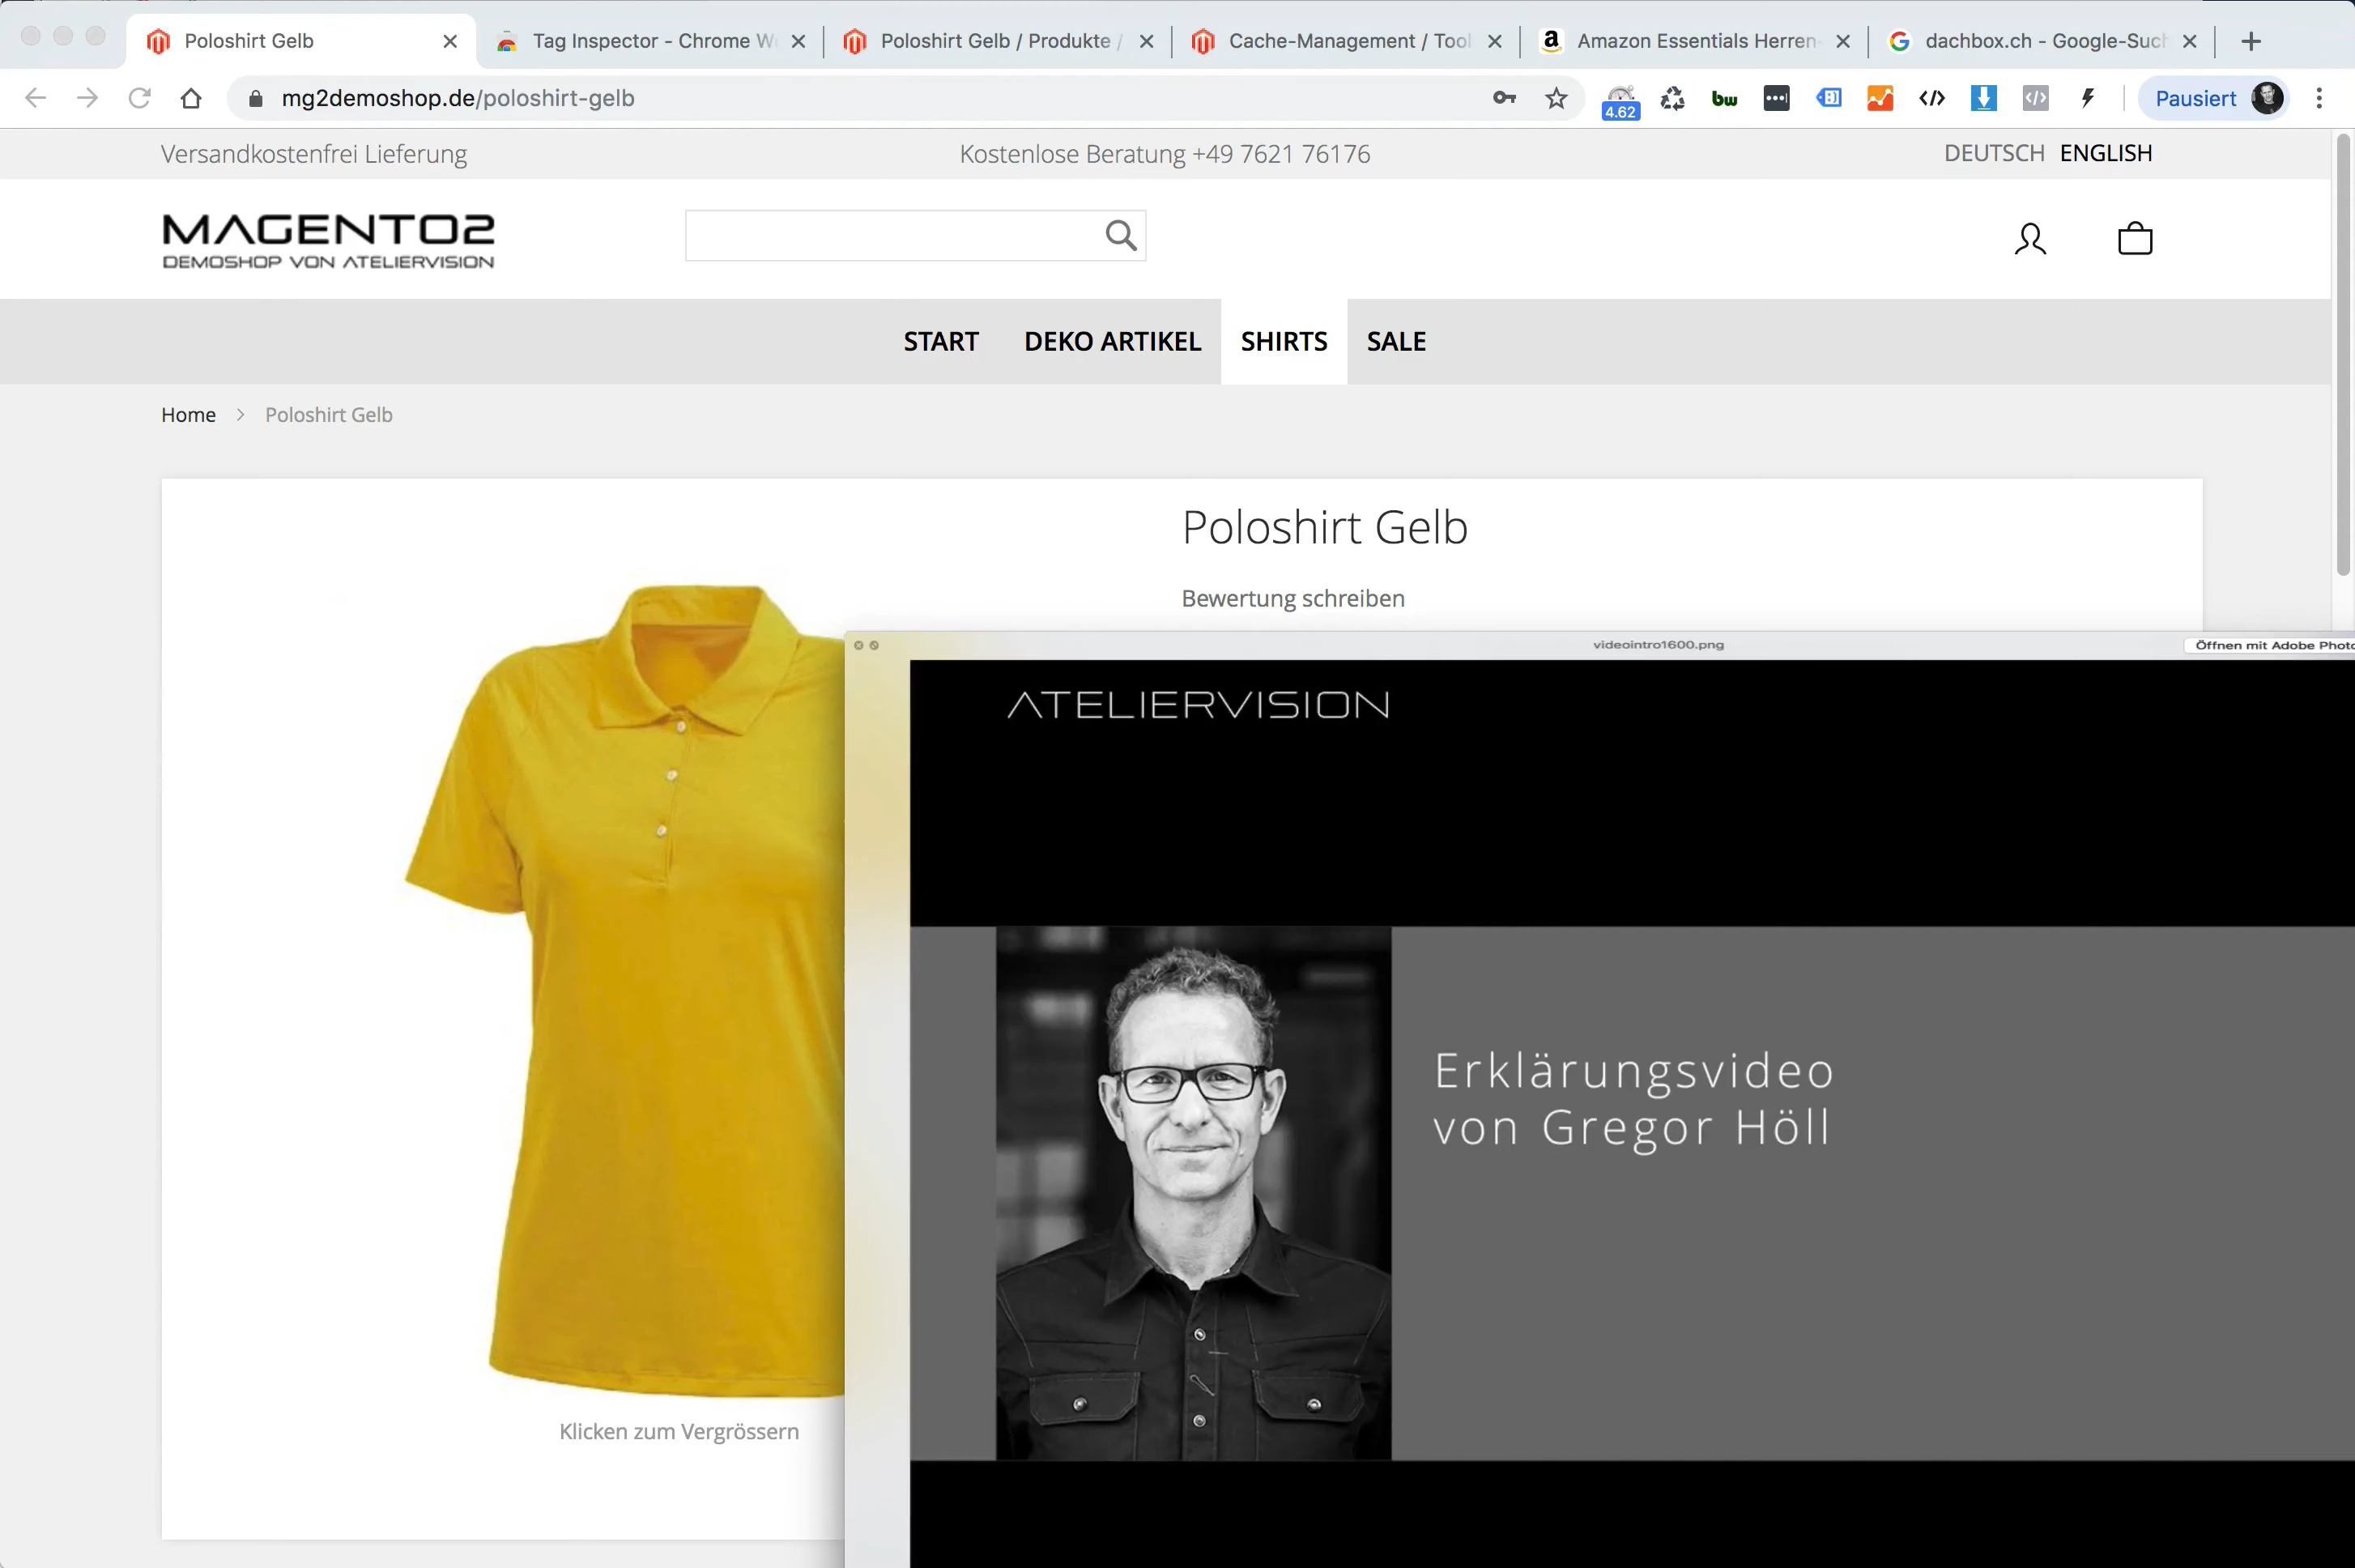 Poloshirt Gelb
Tag Inspector - Chrome W
Poloshirt Gelb / Produkte /
Cache-Management / Tool
Amazon Essentials Herren-
dachbox.ch - Google-Such
mg2demoshop.de/poloshirt-gelb
4.62
bw
Pausiert
Versandkostenfrei Lieferung
Kostenlose Beratung +49 7621 76176
DEUTSCH ENGLISH
MAGENTO2
DEMOSHOP VON ATELIERVISION
START
DEKO ARTIKEL
SHIRTS
SALE
Home
Poloshirt Gelb
Poloshirt Gelb
Bewertung schreiben
videointro1600.png
Öffnen mit Adobe Photo
ATELIERVISION
Erklärungsvideo
von Gregor Höll
Klicken zum Vergrössern